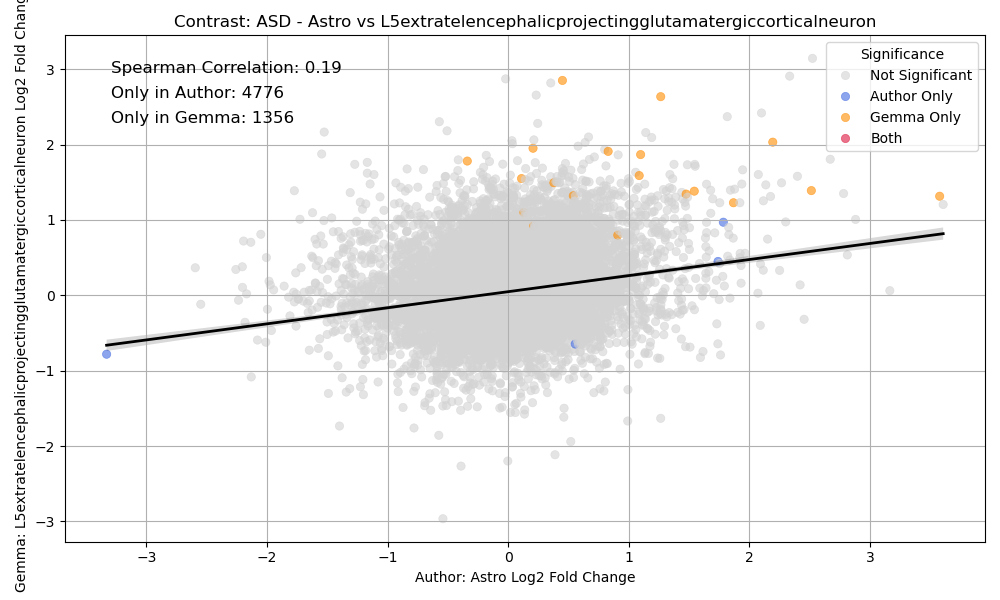 Contrast: ASD - Astro vs L5extratelencephalicprojectingglutamatergiccorticalneuron
Gemma: L5extratelencephalicprojectingglutamatergiccorticalneuron Log2 Fold
Spearman Correlation: 0.19
Only in Author: 4776
Only in Gemma: 1356
Significance
Not Significant
Author Only
Gemma Only
Both
3
2
1
0
−1
−2
−3
−3 −2 −1 0 1 2 3
Author: Astro Log2 Fold Change